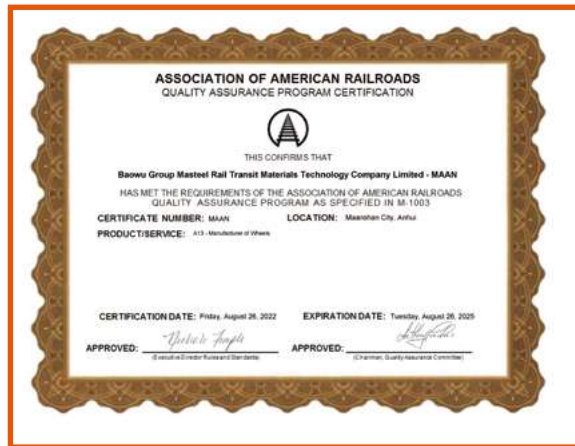 ASSOCIATION OF AMERICAN RAILROADS
QUALITY ASSURANCE PROGRAM CERTIFICATION
THIS CONFIRMS THAT
Baowu Group Masteel Rail Transit Materials Technology Company Limited - MAAN
HAS MET THE REQUIREMENTS OF THE ASSOCIATION OF AMERICAN RAILROADS
QUALITY ASSURANCE PROGRAM AS SPECIFIED IN M-1003
CERTIFICATE NUMBER: MAAN LOCATION: Maanshan City, Anhui
PRODUCT/SERVICE: A13 - Manufacturer of Wheels
CERTIFICATION DATE: Friday, August 26, 2022 EXPIRATION DATE: Tuesday, August 26, 2025
APPROVED: APPROVED:
(Executive Director Rules and Standards) (Chairman, Quality Assurance Committee)